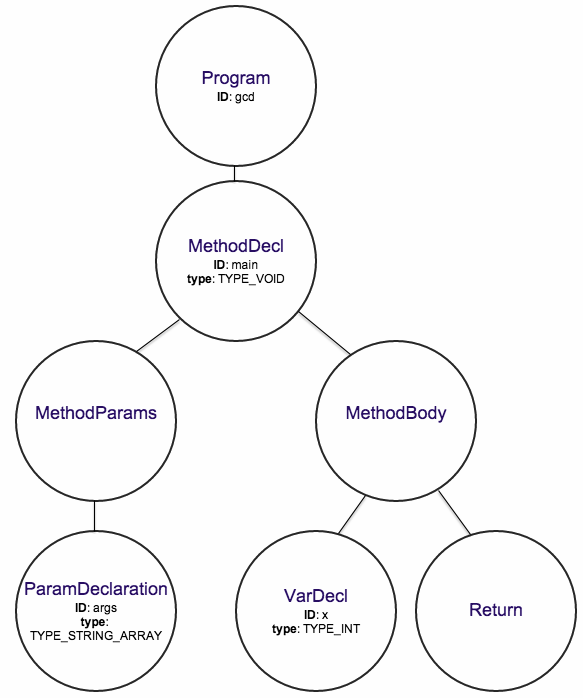 Program
ID: gcd
MethodDecl
ID: main
type: TYPE_VOID
MethodParams
MethodBody
ParamDeclaration
ID: args
type:
TYPE_STRING_ARRAY
VarDecl
ID: x
type: TYPE_INT
Return